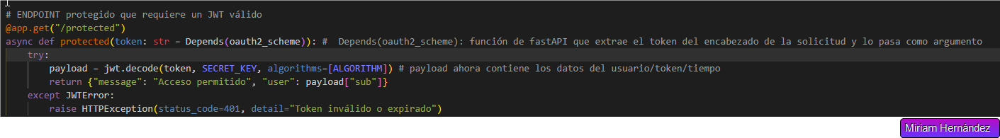 # ENDPOINT protegido que requiere un JWT válido
@app.get("/protected")
async def protected(token: str = Depends(oauth2_scheme)): #  Depends(oauth2_scheme): función de fastAPI que extrae el token del encabezado de la solicitud y lo pasa como argumento
    try:
        payload = jwt.decode(token, SECRET_KEY, algorithms=[ALGORITHM]) # payload ahora contiene los datos del usuario/token/tiempo
        return {"message": "Acceso permitido", "user": payload["sub"]}
    except JWTError:
        raise HTTPException(status_code=401, detail="Token inválido o expirado")
Miriam Hernández